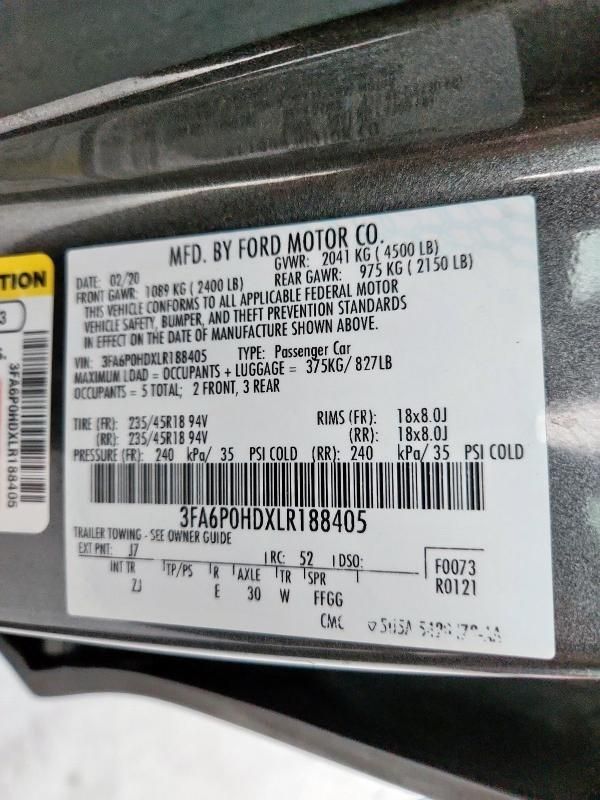 MFD. BY FORD MOTOR CO.
DATE: 02/20 GVWR: 2041 KG ( 4500 LB)
FRONT GAWR: 1089 KG ( 2400 LB) REAR GAWR: 975 KG ( 2150 LB)
THIS VEHICLE CONFORMS TO ALL APPLICABLE FEDERAL MOTOR
VEHICLE SAFETY, BUMPER, AND THEFT PREVENTION STANDARDS
IN EFFECT ON THE DATE OF MANUFACTURE SHOWN ABOVE.
VIN: 3FA6P0HDXLR188405 TYPE: Passenger Car
MAXIMUM LOAD = OCCUPANTS + LUGGAGE = 375KG/ 827LB
OCCUPANTS = 5 TOTAL; 2 FRONT, 3 REAR
TIRE (FR): 235/45R18 94V RIMS (FR): 18x8.0J
(RR): 235/45R18 94V (RR): 18x8.0J
PRESSURE (FR): 240 kPa/ 35 PSI COLD (RR): 240 kPa/ 35 PSI COLD
3FA6P0HDXLR188405
TRAILER TOWING - SEE OWNER GUIDE
EXT PNT: J7 RC: 52 DSO: F0073
INT TR TP/PS R AXLE TR SPR R0121
ZJ E 30 W FFGG
CMC
TION
3
3FA6P0HDXLR188405